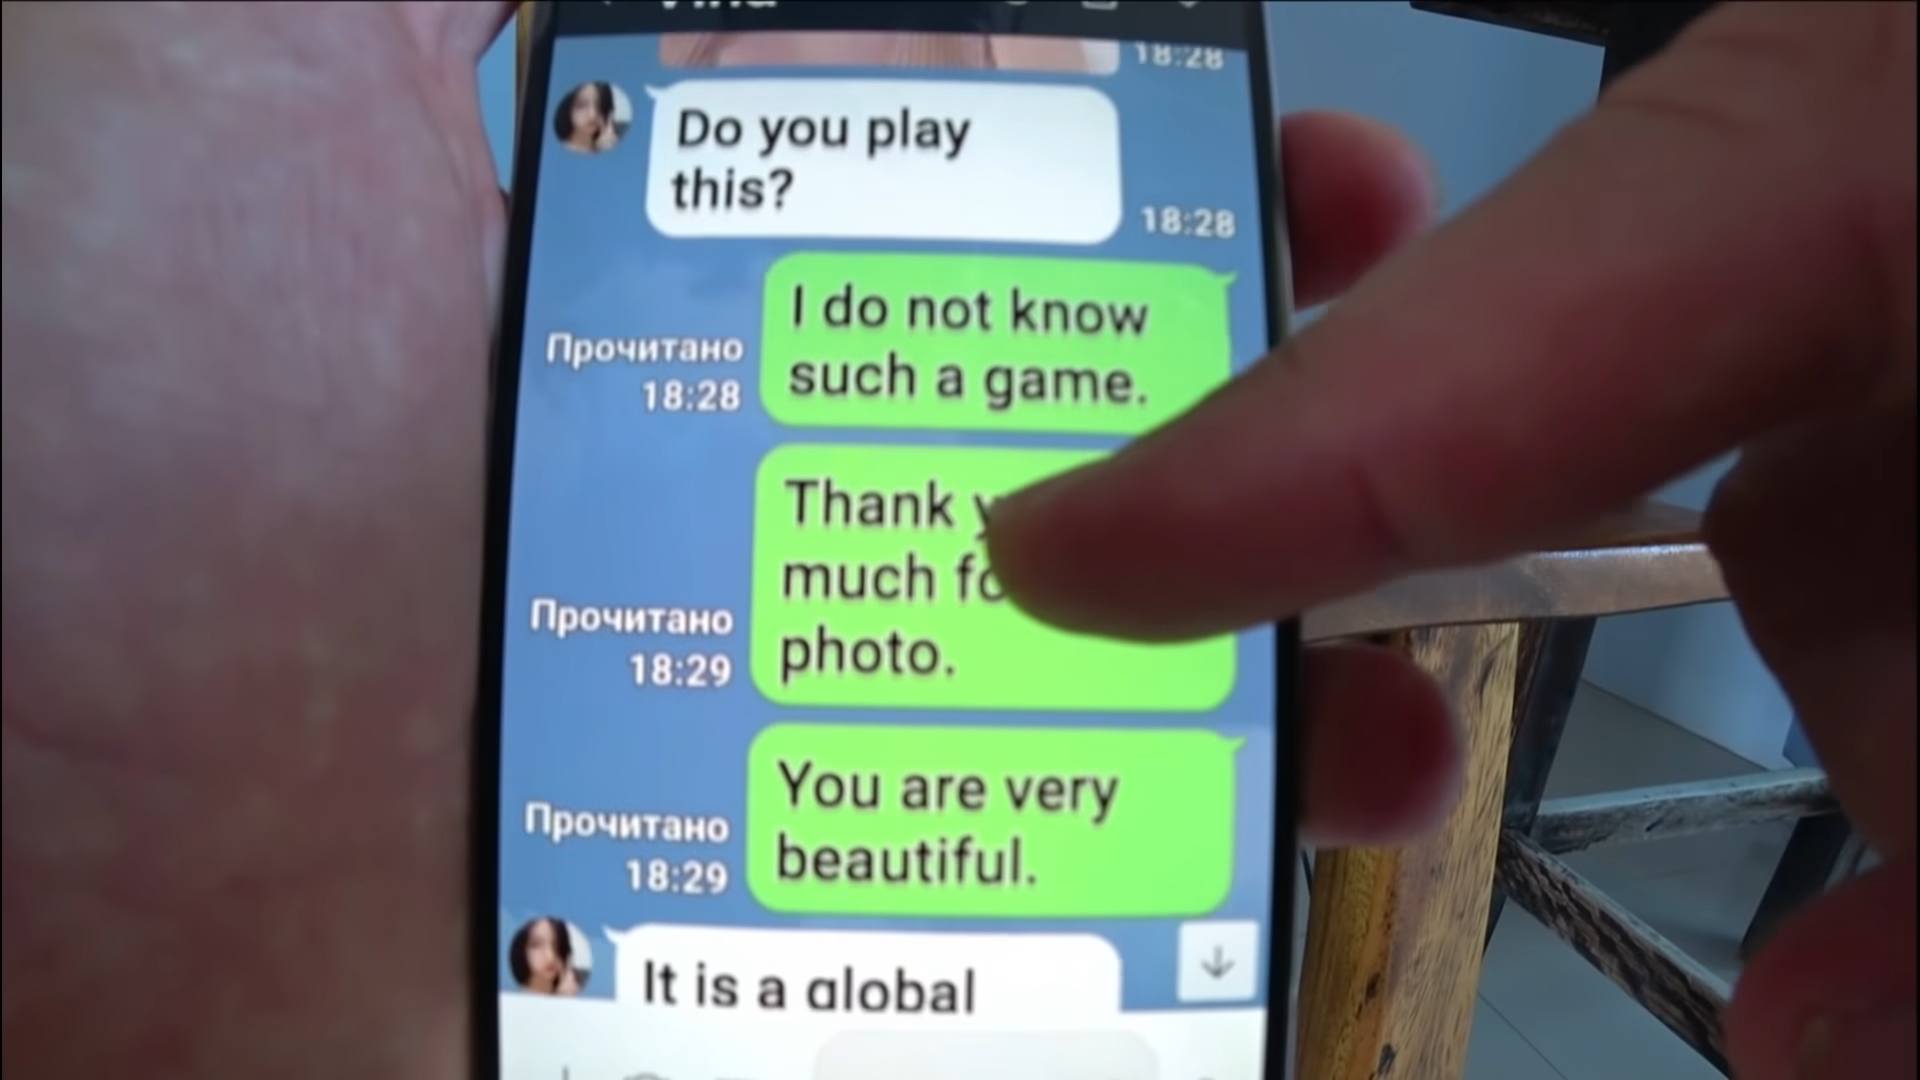 18:28
Do you play
this?
18:28
I do not know
such a game.
Прочитано
18:28
Thank
much
photo.
Прочитано
18:29
You are very
beautiful.
Прочитано
18:29
It is a global